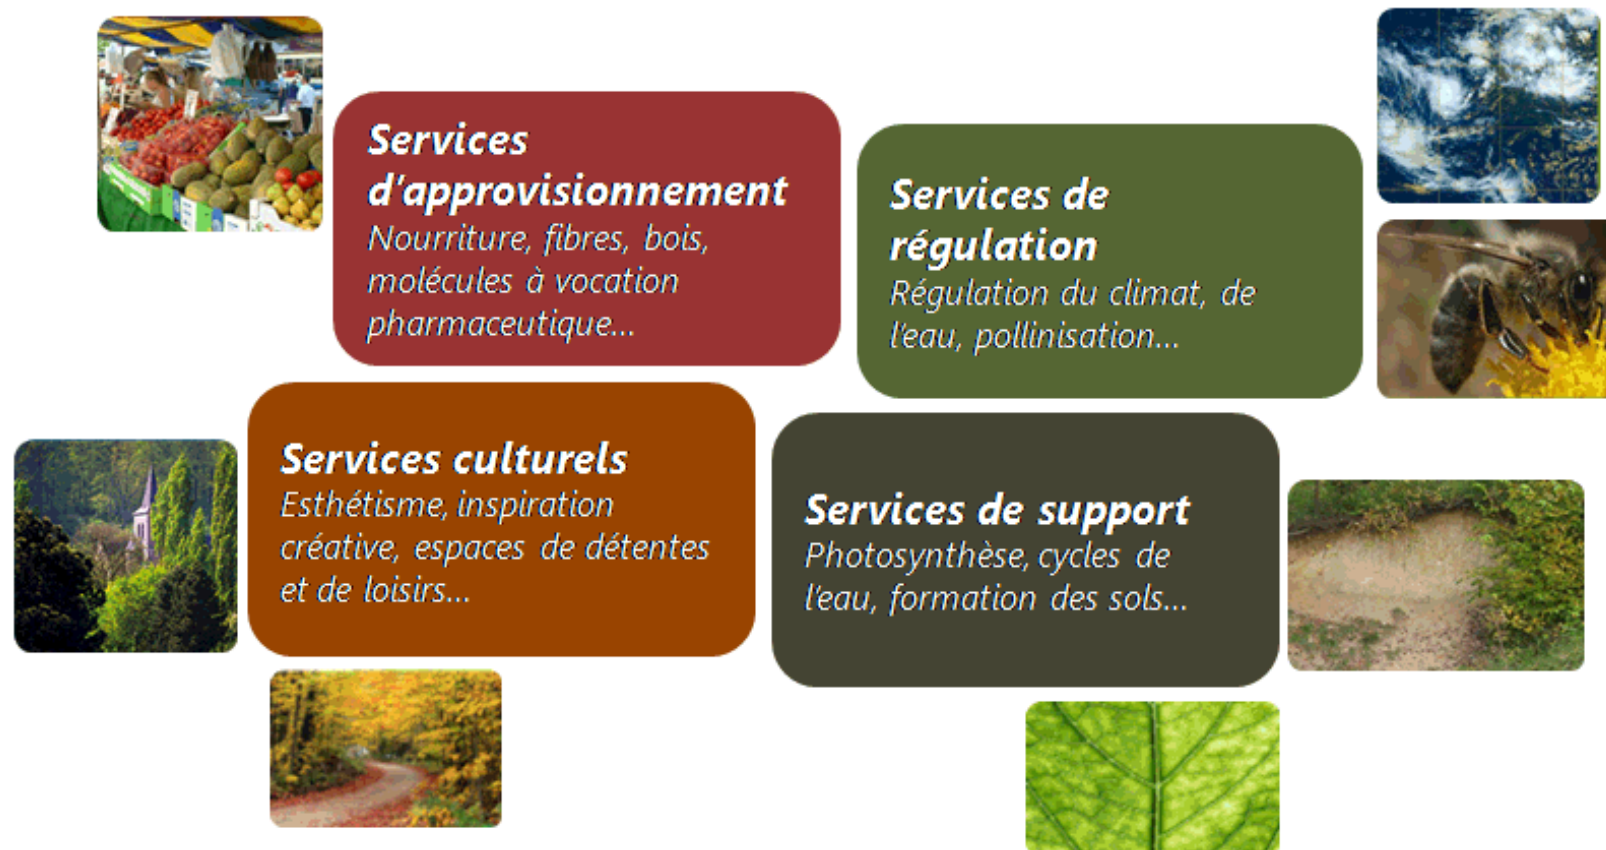 Services
d'approvisionnement
Nourriture, fibres, bois,
molécules à vocation
pharmaceutique...
Services de
régulation
Régulation du climat, de
l'eau, pollinisation...
Services culturels
Esthétisme, inspiration
créative, espaces de détentes
et de loisirs...
Services de support
Photosynthèse, cycles de
l'eau, formation des sols...